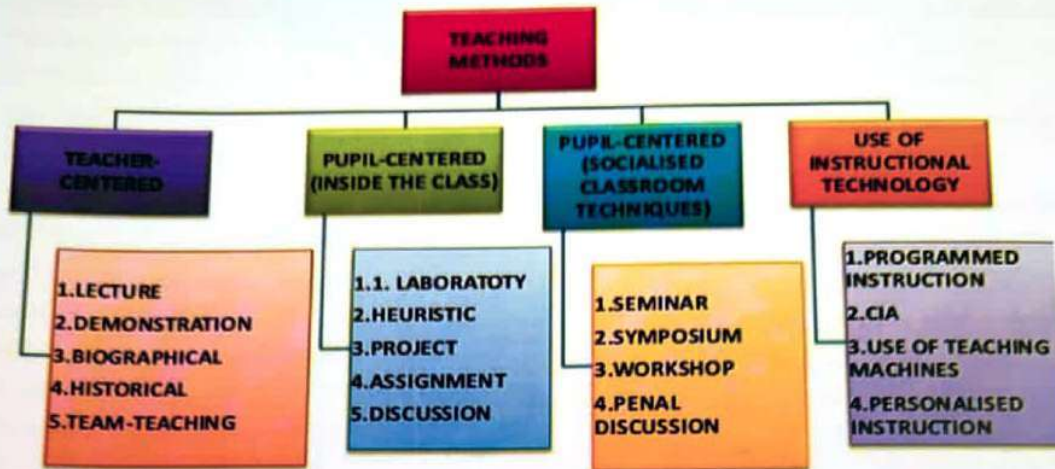 TEACHING
METHODS
TEACHER-
CENTERED
PUPIL-CENTERED
(INSIDE THE CLASS)
PUPIL-CENTERED
(SOCIALISED
CLASSROOM
TECHNIQUES)
USE OF
INSTRUCTIONAL
TECHNOLOGY
1.LECTURE
2.DEMONSTRATION
3.BIOGRAPHICAL
4.HISTORICAL
5.TEAM-TEACHING
1.1. LABORATOTY
2.HEURISTIC
3.PROJECT
4.ASSIGNMENT
5.DISCUSSION
1.SEMINAR
2.SYMPOSIUM
3.WORKSHOP
4.PENAL
DISCUSSION
1.PROGRAMMED
INSTRUCTION
2.CIA
3.USE OF TEACHING
MACHINES
4.PERSONALISED
INSTRUCTION